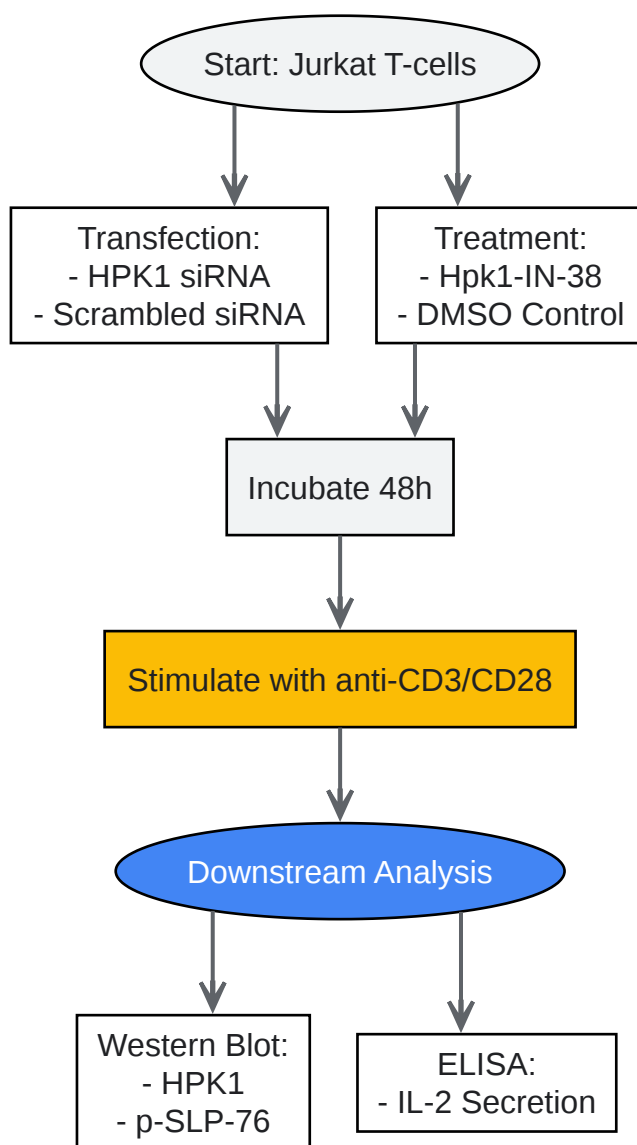 Start: Jurkat T-cells
Transfection:
- HPK1 siRNA
- Scrambled siRNA
Treatment:
- Hpk1-IN-38
- DMSO Control
Incubate 48h
Stimulate with anti-CD3/CD28
Downstream Analysis
Western Blot:
- HPK1
- p-SLP-76
ELISA:
- IL-2 Secretion